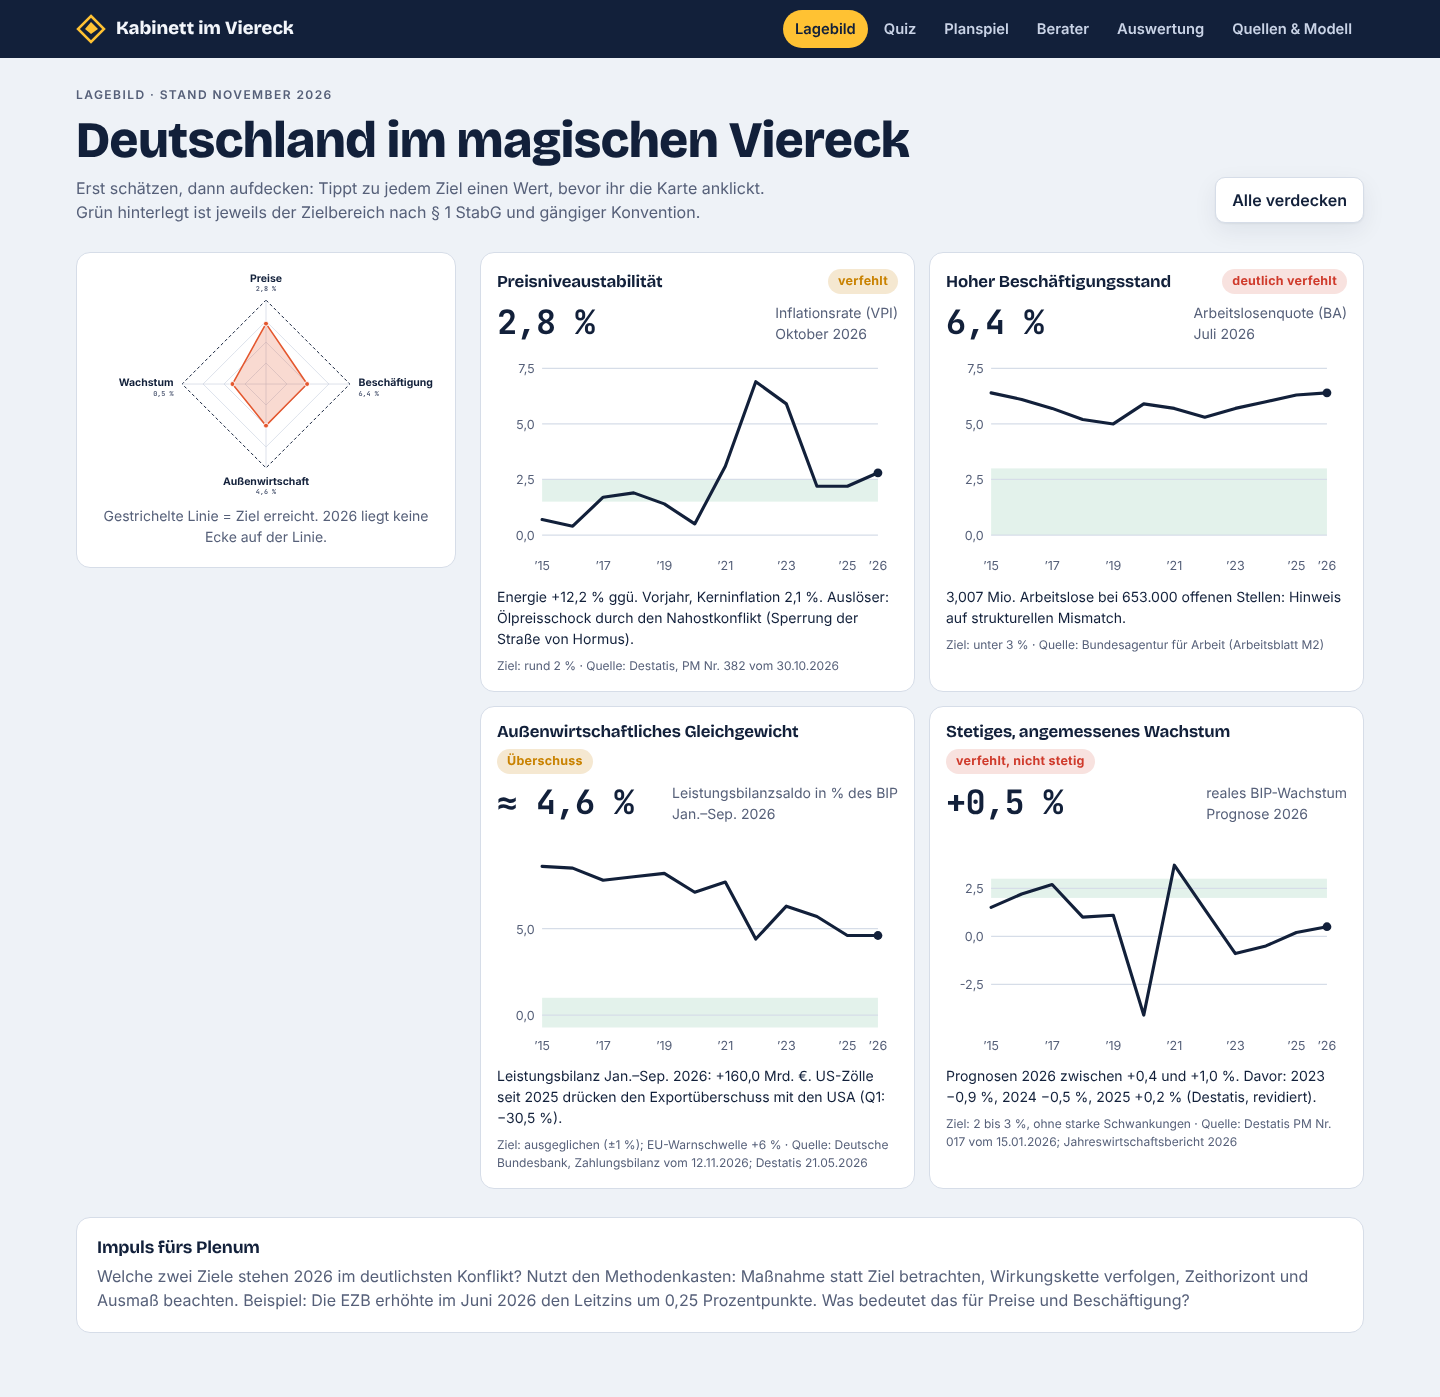 Kabinett im Viereck
Lagebild
Quiz
Planspiel
Berater
Auswertung
Quellen & Modell
LAGEBILD · STAND NOVEMBER 2026
Deutschland im magischen Viereck
Erst schätzen, dann aufdecken: Tippt zu jedem Ziel einen Wert, bevor ihr die Karte anklickt.
Grün hinterlegt ist jeweils der Zielbereich nach § 1 StabG und gängiger Konvention.
Alle verdecken
Preise
2,8 %
Wachstum
0,5 %
Beschäftigung
6,4 %
Außenwirtschaft
4,6 %
Gestrichelte Linie = Ziel erreicht. 2026 liegt keine
Ecke auf der Linie.
Preisniveaustabilität
verfehlt
2,8 %
Inflationsrate (VPI)
Oktober 2026
7,5
5,0
2,5
0,0
’15 ’17 ’19 ’21 ’23 ’25 ’26
Energie +12,2 % ggü. Vorjahr, Kerninflation 2,1 %. Auslöser:
Ölpreisschock durch den Nahostkonflikt (Sperrung der
Straße von Hormus).
Ziel: rund 2 % · Quelle: Destatis, PM Nr. 382 vom 30.10.2026
Hoher Beschäftigungsstand
deutlich verfehlt
6,4 %
Arbeitslosenquote (BA)
Juli 2026
7,5
5,0
2,5
0,0
’15 ’17 ’19 ’21 ’23 ’25 ’26
3,007 Mio. Arbeitslose bei 653.000 offenen Stellen: Hinweis
auf strukturellen Mismatch.
Ziel: unter 3 % · Quelle: Bundesagentur für Arbeit (Arbeitsblatt M2)
Außenwirtschaftliches Gleichgewicht
Überschuss
≈ 4,6 %
Leistungsbilanzsaldo in % des BIP
Jan.–Sep. 2026
5,0
0,0
’15 ’17 ’19 ’21 ’23 ’25 ’26
Leistungsbilanz Jan.–Sep. 2026: +160,0 Mrd. €. US-Zölle
seit 2025 drücken den Exportüberschuss mit den USA (Q1:
−30,5 %).
Ziel: ausgeglichen (±1 %); EU-Warnschwelle +6 % · Quelle: Deutsche
Bundesbank, Zahlungsbilanz vom 12.11.2026; Destatis 21.05.2026
Stetiges, angemessenes Wachstum
verfehlt, nicht stetig
+0,5 %
reales BIP-Wachstum
Prognose 2026
2,5
0,0
-2,5
’15 ’17 ’19 ’21 ’23 ’25 ’26
Prognosen 2026 zwischen +0,4 und +1,0 %. Davor: 2023
−0,9 %, 2024 −0,5 %, 2025 +0,2 % (Destatis, revidiert).
Ziel: 2 bis 3 %, ohne starke Schwankungen · Quelle: Destatis PM Nr.
017 vom 15.01.2026; Jahreswirtschaftsbericht 2026
Impuls fürs Plenum
Welche zwei Ziele stehen 2026 im deutlichsten Konflikt? Nutzt den Methodenkasten: Maßnahme statt Ziel betrachten, Wirkungskette verfolgen, Zeithorizont und
Ausmaß beachten. Beispiel: Die EZB erhöhte im Juni 2026 den Leitzins um 0,25 Prozentpunkte. Was bedeutet das für Preise und Beschäftigung?